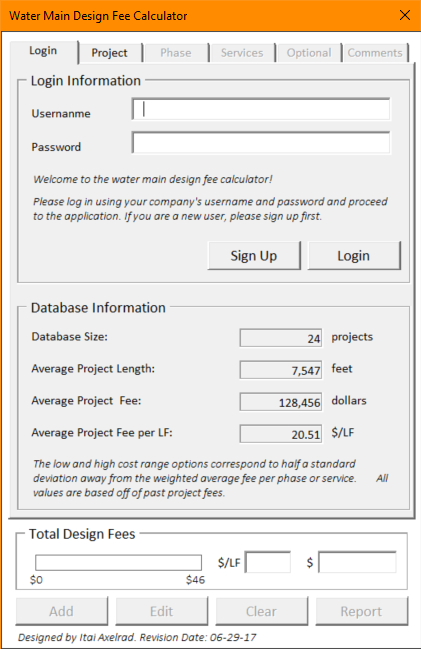 Water Main Design Fee Calculator
Login Project Phase Services Optional Comments
Login Information
Usernanme
Password
Welcome to the water main design fee calculator!
Please log in using your company's username and password and proceed
to the application. If you are a new user, please sign up first.
Sign Up Login
Database Information
Database Size: 24 projects
Average Project Length: 7,547 feet
Average Project Fee: 128,456 dollars
Average Project Fee per LF: 20.51 $/LF
The low and high cost range options correspond to half a standard
deviation away from the weighted average fee per phase or service. All
values are based off of past project fees.
Total Design Fees
$/LF $
$0 $46
Add Edit Clear Report
Designed by Itai Axelrad. Revision Date: 06-29-17